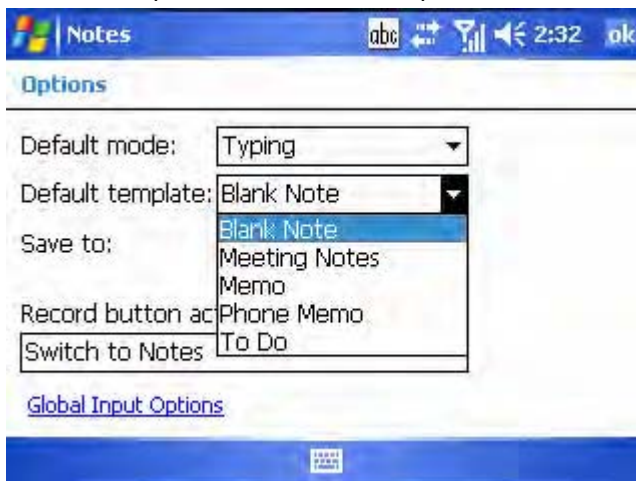 Notes abc 2:32 ok
Options
Default mode: Typing
Default template: Blank Note
Blank Note
Save to:
Meeting Notes
Memo
Record button ac Phone Memo
Switch to Notes To Do
Global Input Options